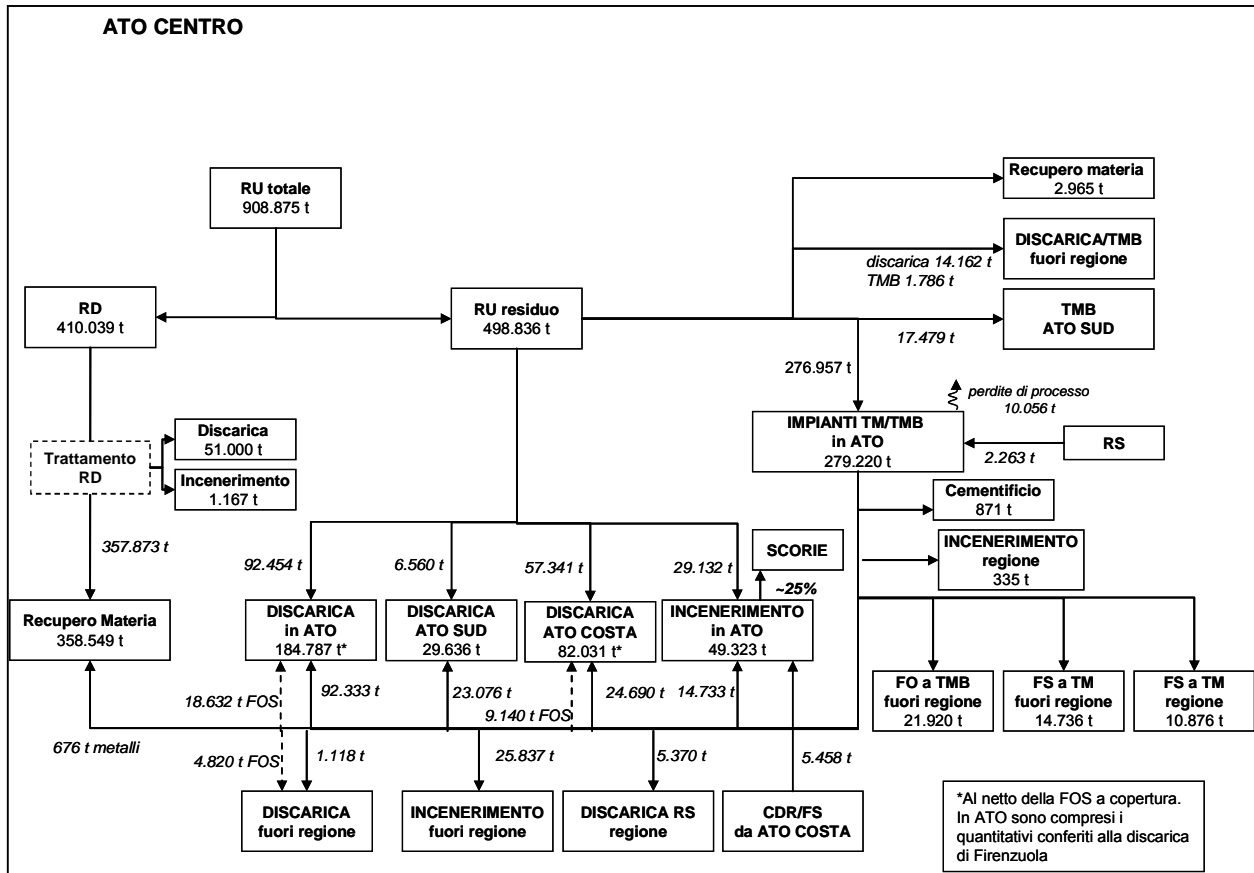 ATO CENTRO
RU totale
908.875 t
Recupero materia
2.965 t
DISCARICA/TMB
fuori regione
discarica 14.162 t
TMB 1.786 t
RD
410.039 t
RU residuo
498.836 t
TMB
ATO SUD
17.479 t
276.957 t
perdite di processo
10.056 t
IMPIANTI TM/TMB
in ATO
279.220 t
RS
2.263 t
Trattamento
RD
Discarica
51.000 t
Incenerimento
1.167 t
Cementificio
871 t
INCENERIMENTO
regione
335 t
357.873 t
92.454 t
6.560 t
57.341 t
29.132 t
SCORIE
~25%
Recupero Materia
358.549 t
DISCARICA
in ATO
184.787 t*
DISCARICA
ATO SUD
29.636 t
DISCARICA
ATO COSTA
82.031 t*
INCENERIMENTO
in ATO
49.323 t
FO a TMB
fuori regione
21.920 t
FS a TM
fuori regione
14.736 t
FS a TM
regione
10.876 t
18.632 t FOS
92.333 t
23.076 t
9.140 t FOS
24.690 t
14.733 t
676 t metalli
4.820 t FOS
1.118 t
25.837 t
5.370 t
5.458 t
DISCARICA
fuori regione
INCENERIMENTO
fuori regione
DISCARICA RS
regione
CDR/FS
da ATO COSTA
*Al netto della FOS a copertura.
In ATO sono compresi i
quantitativi conferiti alla discarica
di Firenzuola